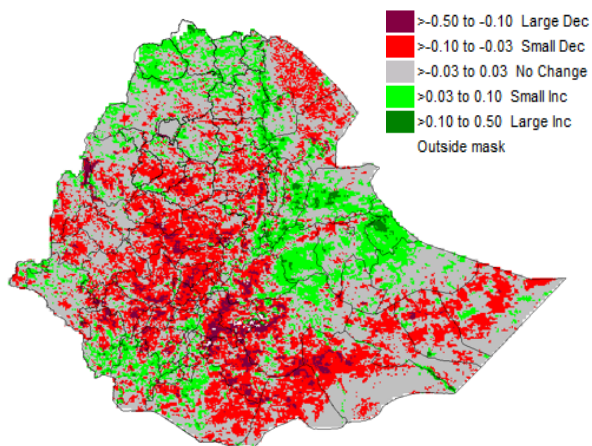 >-0.50 to -0.10 Large Dec
>-0.10 to -0.03 Small Dec
>-0.03 to 0.03 No Change
>0.03 to 0.10 Small Inc
>0.10 to 0.50 Large Inc
Outside mask